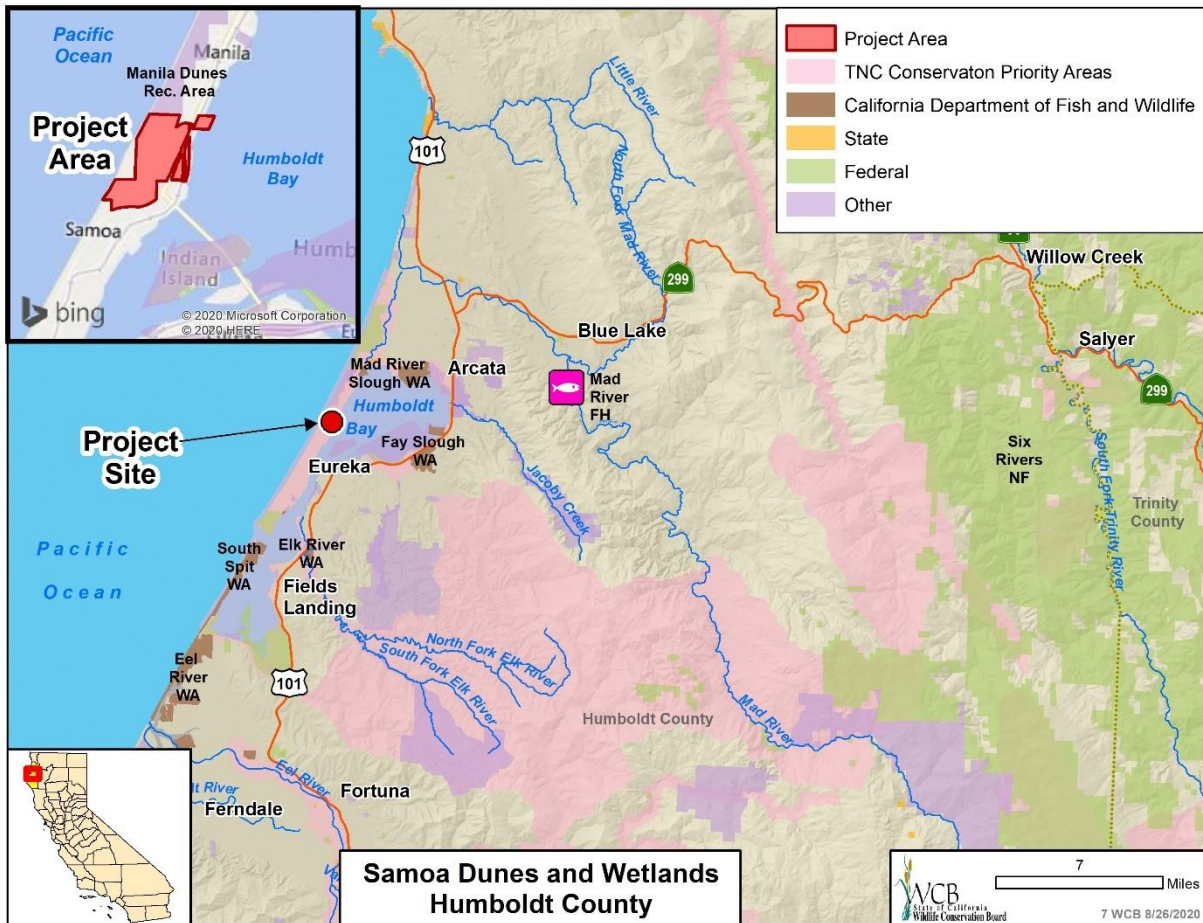 Pacific
Ocean
Manila
Manila Dunes
Rec. Area
Project
Area
Humboldt
Bay
Samoa
Indian
Island
Humb
bing
© 2020 Microsoft Corporation
© 2020 HERE
Project Area
TNC Conservaton Priority Areas
California Department of Fish and Wildlife
State
Federal
Other
101
Little River
North Fork Mad River
299
Willow Creek
Blue Lake
Salyer
299
Mad River
Slough WA
Arcata
Mad
River
FH
Humboldt
Bay
Project
Site
Fay Slough
WA
Eureka
Jacoby Creek
Six
Rivers
NF
South Fork Trinity River
Trinity
County
Pacific
Ocean
South
Spit
WA
Elk River
WA
Fields
Landing
North Fork Elk River
South Fork Elk River
Eel
River
WA
101
Humboldt County
Mad River
Eel River
Fortuna
lt River
Ferndale
Samoa Dunes and Wetlands
Humboldt County
WCB
State of California
Wildlife Conservation Board
7
Miles
7 WCB 8/26/202